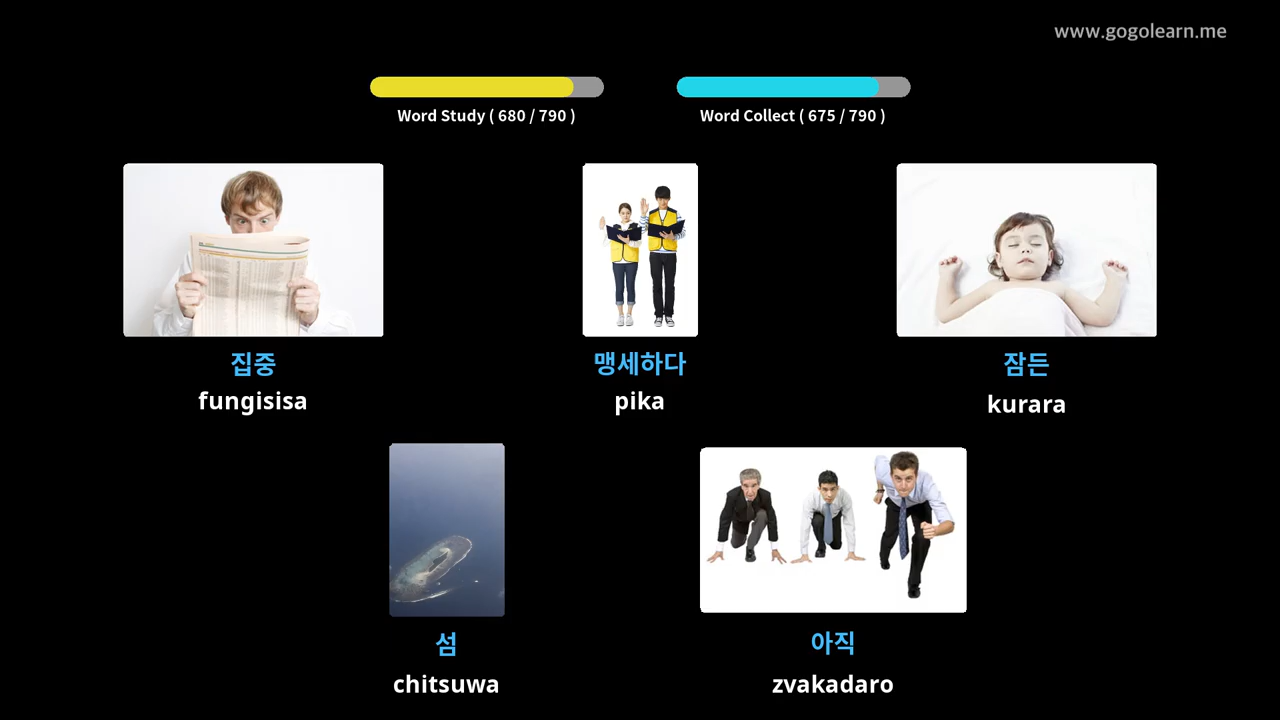 www.gogolearn.me
Word Study ( 680 / 790 )
Word Collect ( 675 / 790 )
집중
fungisisa
맹세하다
pika
잠든
kurara
섬
chitsuwa
아직
zvakadaro